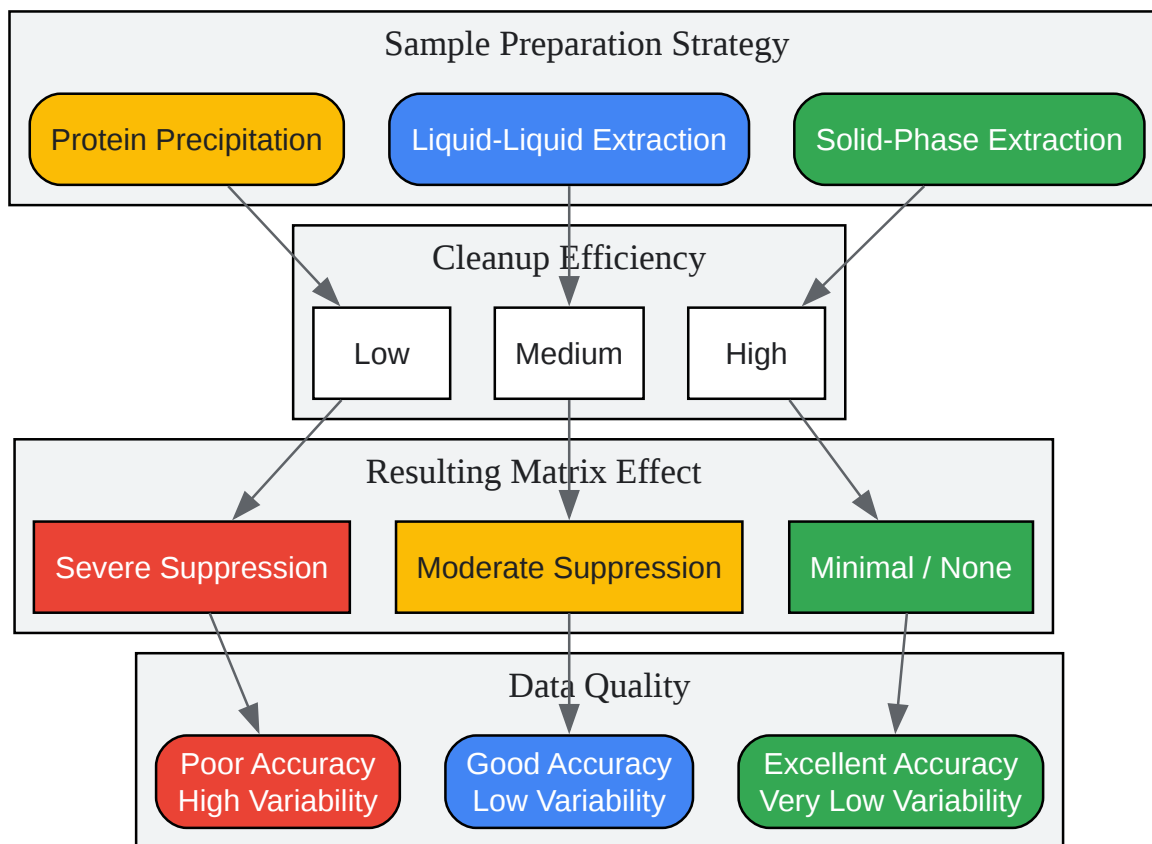 Sample Preparation Strategy
Protein Precipitation
Liquid-Liquid Extraction
Solid-Phase Extraction
Cleanup Efficiency
Low
Medium
High
Resulting Matrix Effect
Severe Suppression
Moderate Suppression
Minimal / None
Data Quality
Poor Accuracy
High Variability
Good Accuracy
Low Variability
Excellent Accuracy
Very Low Variability